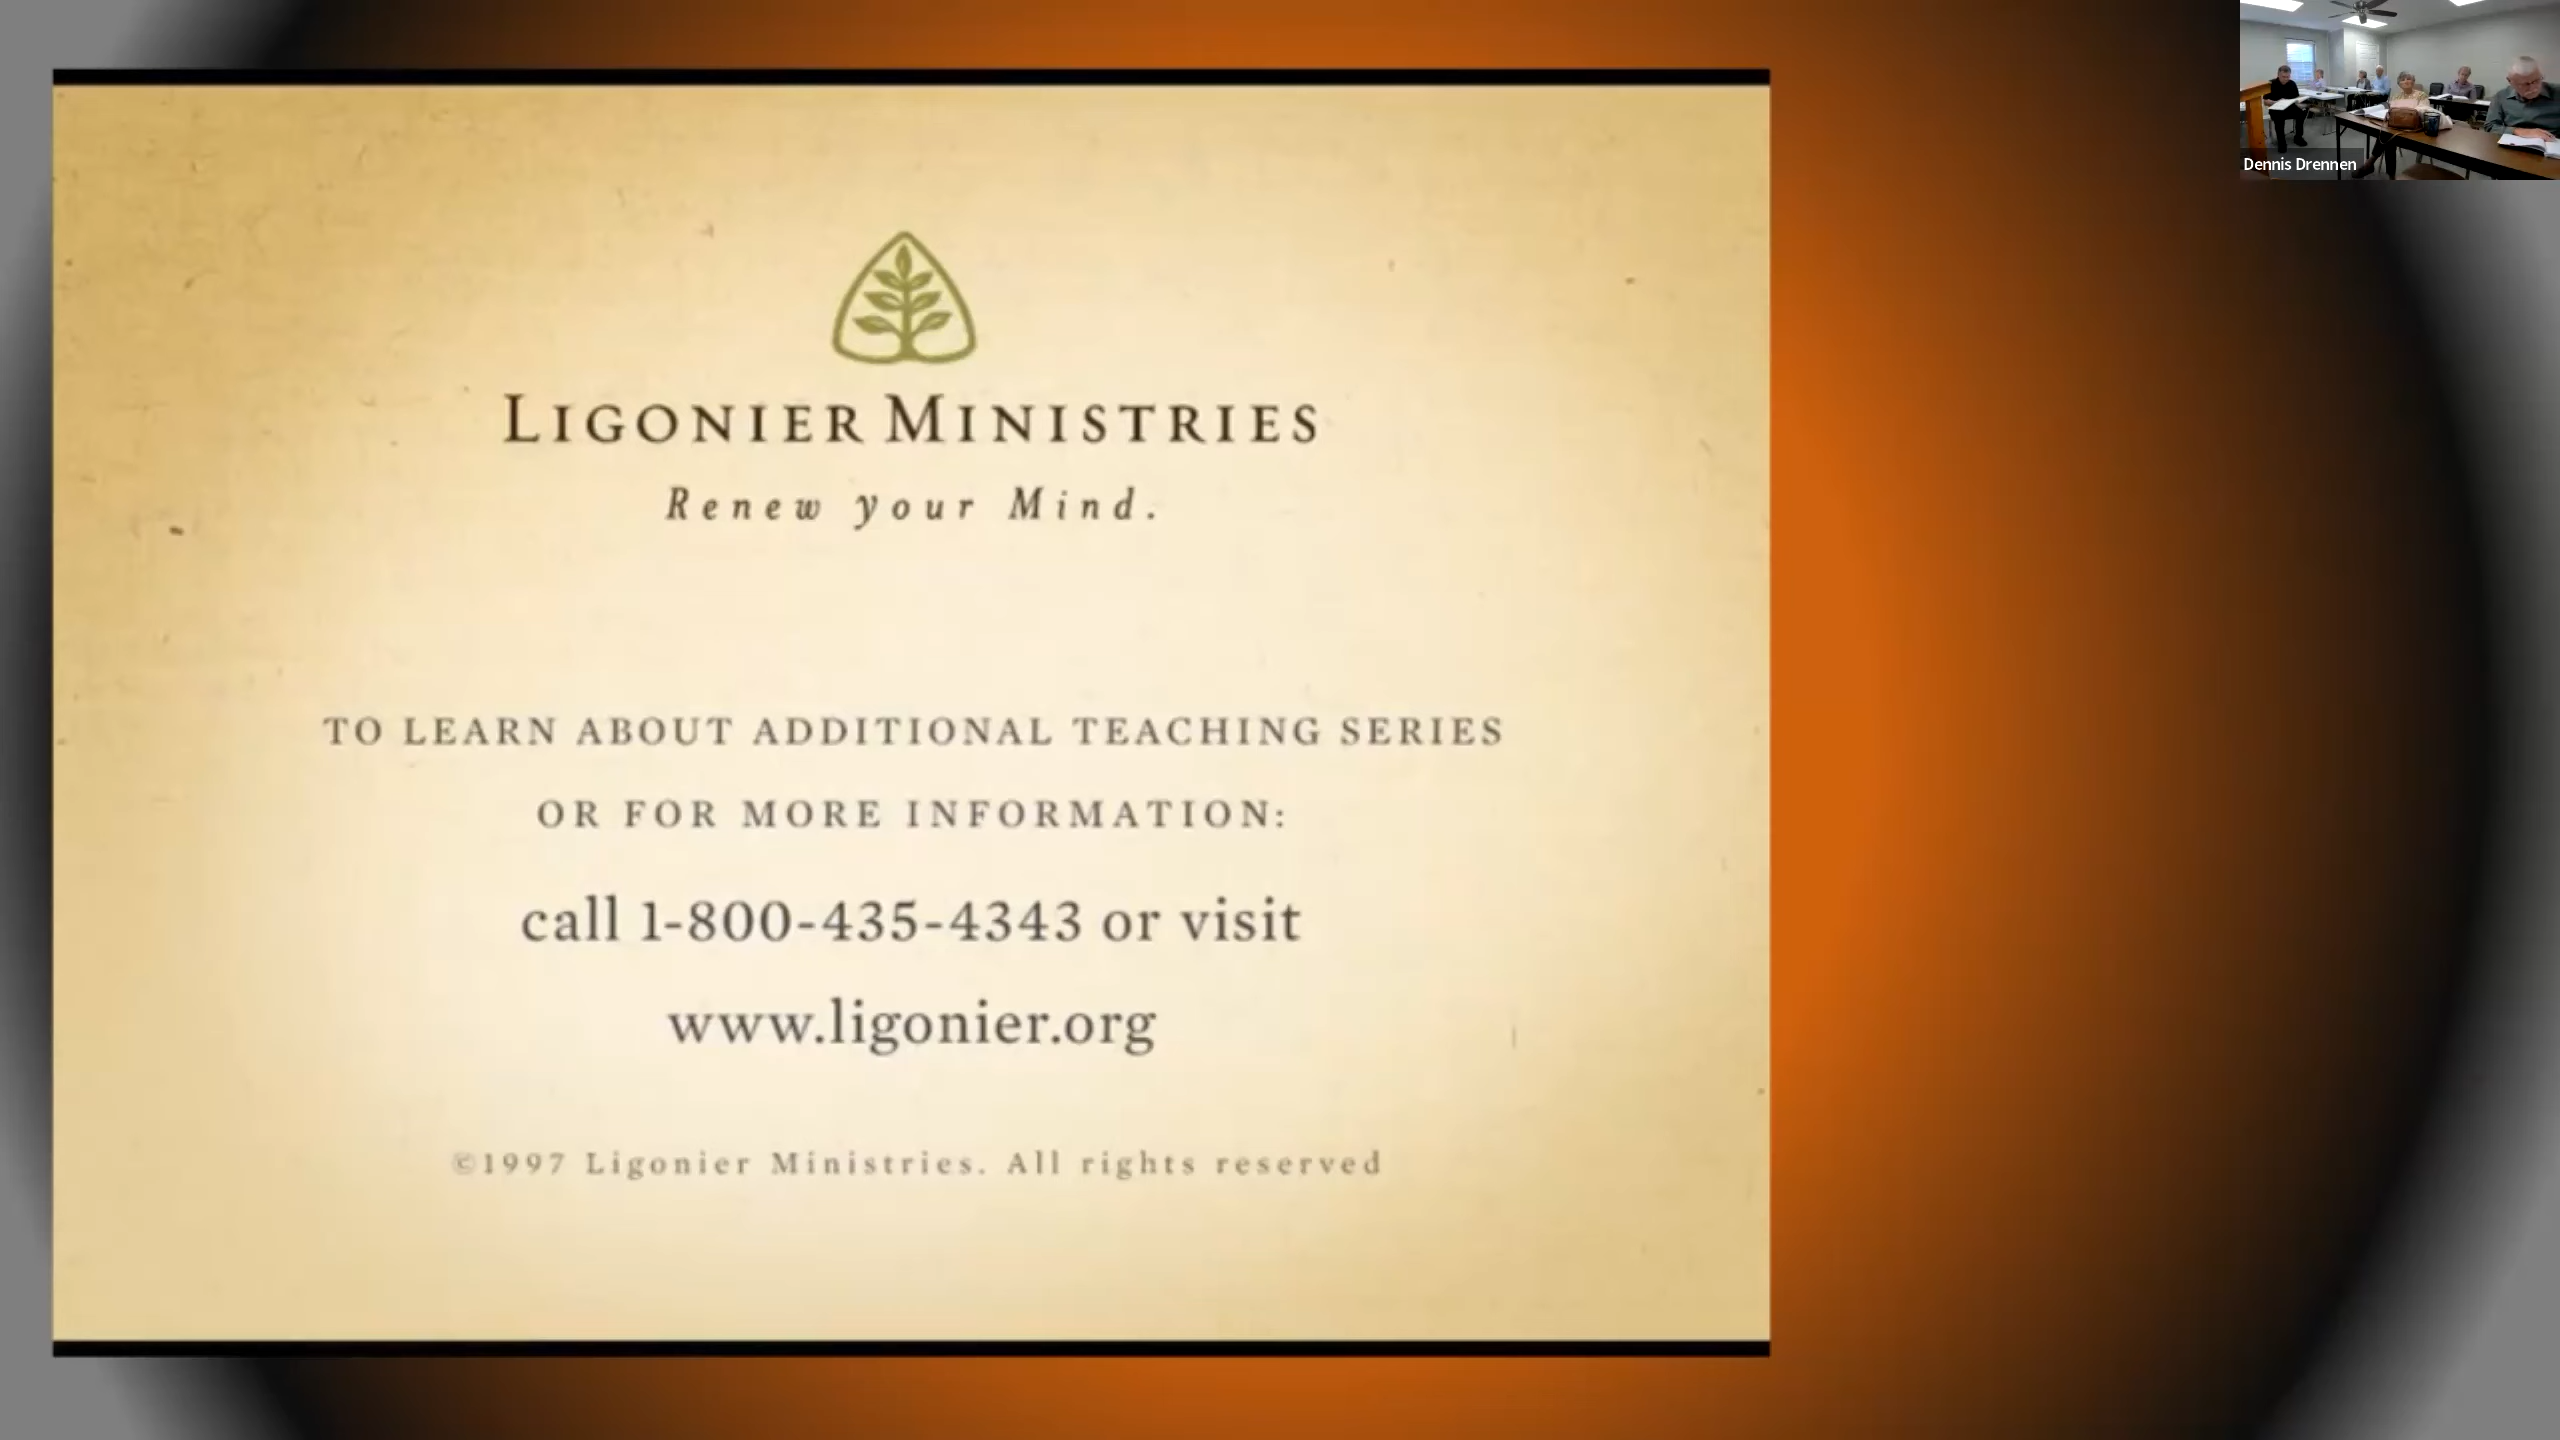 LIGONIER MINISTRIES
Renew your Mind.
TO LEARN ABOUT ADDITIONAL TEACHING SERIES
OR FOR MORE INFORMATION:
call 1-800-435-4343 or visit
www.ligonier.org
©1997 Ligonier Ministries. All rights reserved
Dennis Drennen